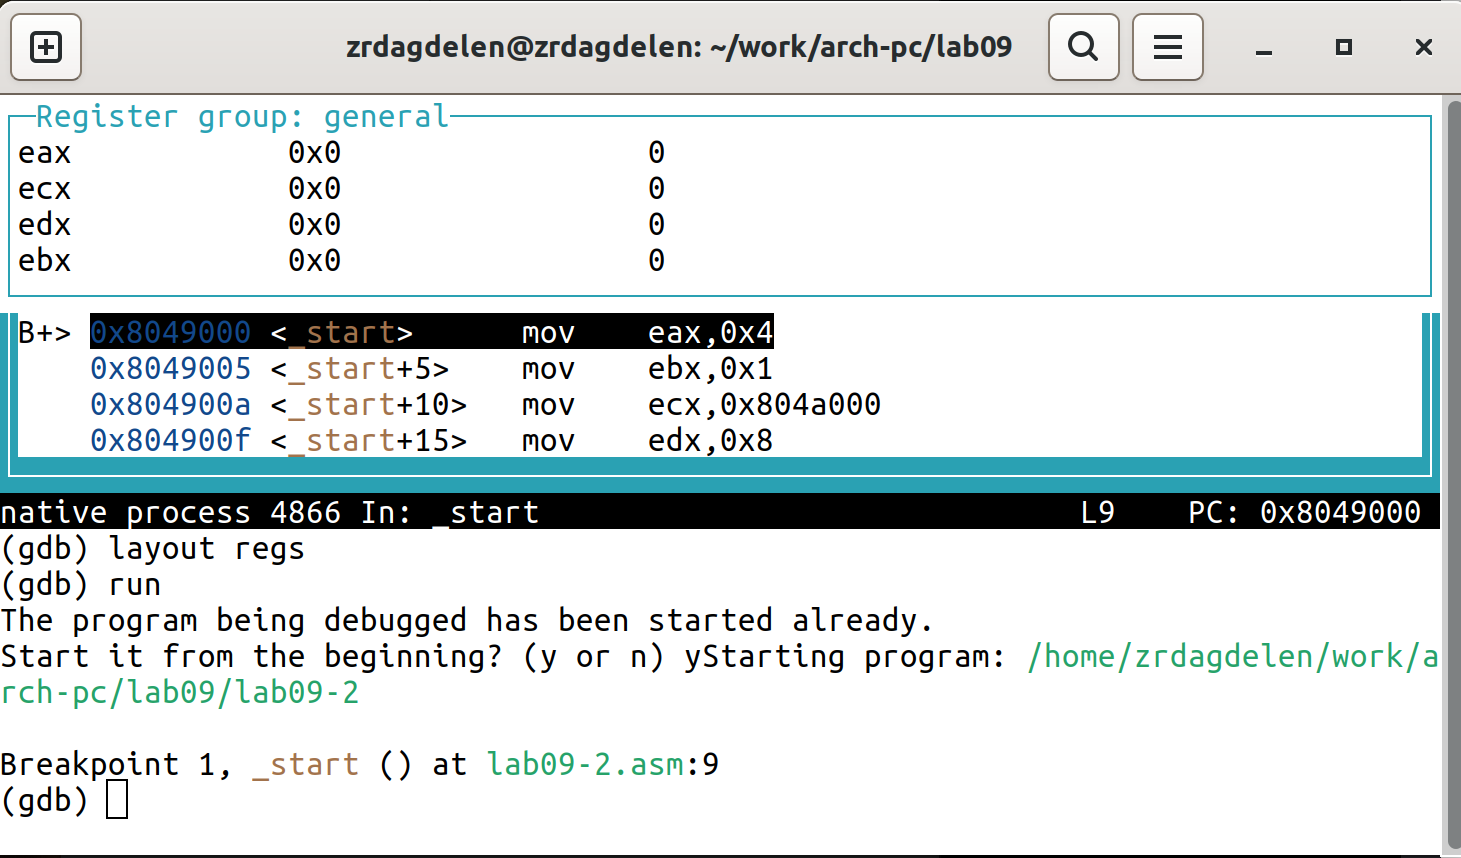 zrdagdelen@zrdagdelen: ~/work/arch-pc/lab09
Register group: general
eax 0x0 0
ecx 0x0 0
edx 0x0 0
ebx 0x0 0
B+> 0x8049000 <_start> mov eax,0x4
0x8049005 <_start+5> mov ebx,0x1
0x804900a <_start+10> mov ecx,0x804a000
0x804900f <_start+15> mov edx,0x8
native process 4866 In: _start L9 PC: 0x8049000
(gdb) layout regs
(gdb) run
The program being debugged has been started already.
Start it from the beginning? (y or n) yStarting program: /home/zrdagdelen/work/a
rch-pc/lab09/lab09-2
Breakpoint 1, _start () at lab09-2.asm:9
(gdb)